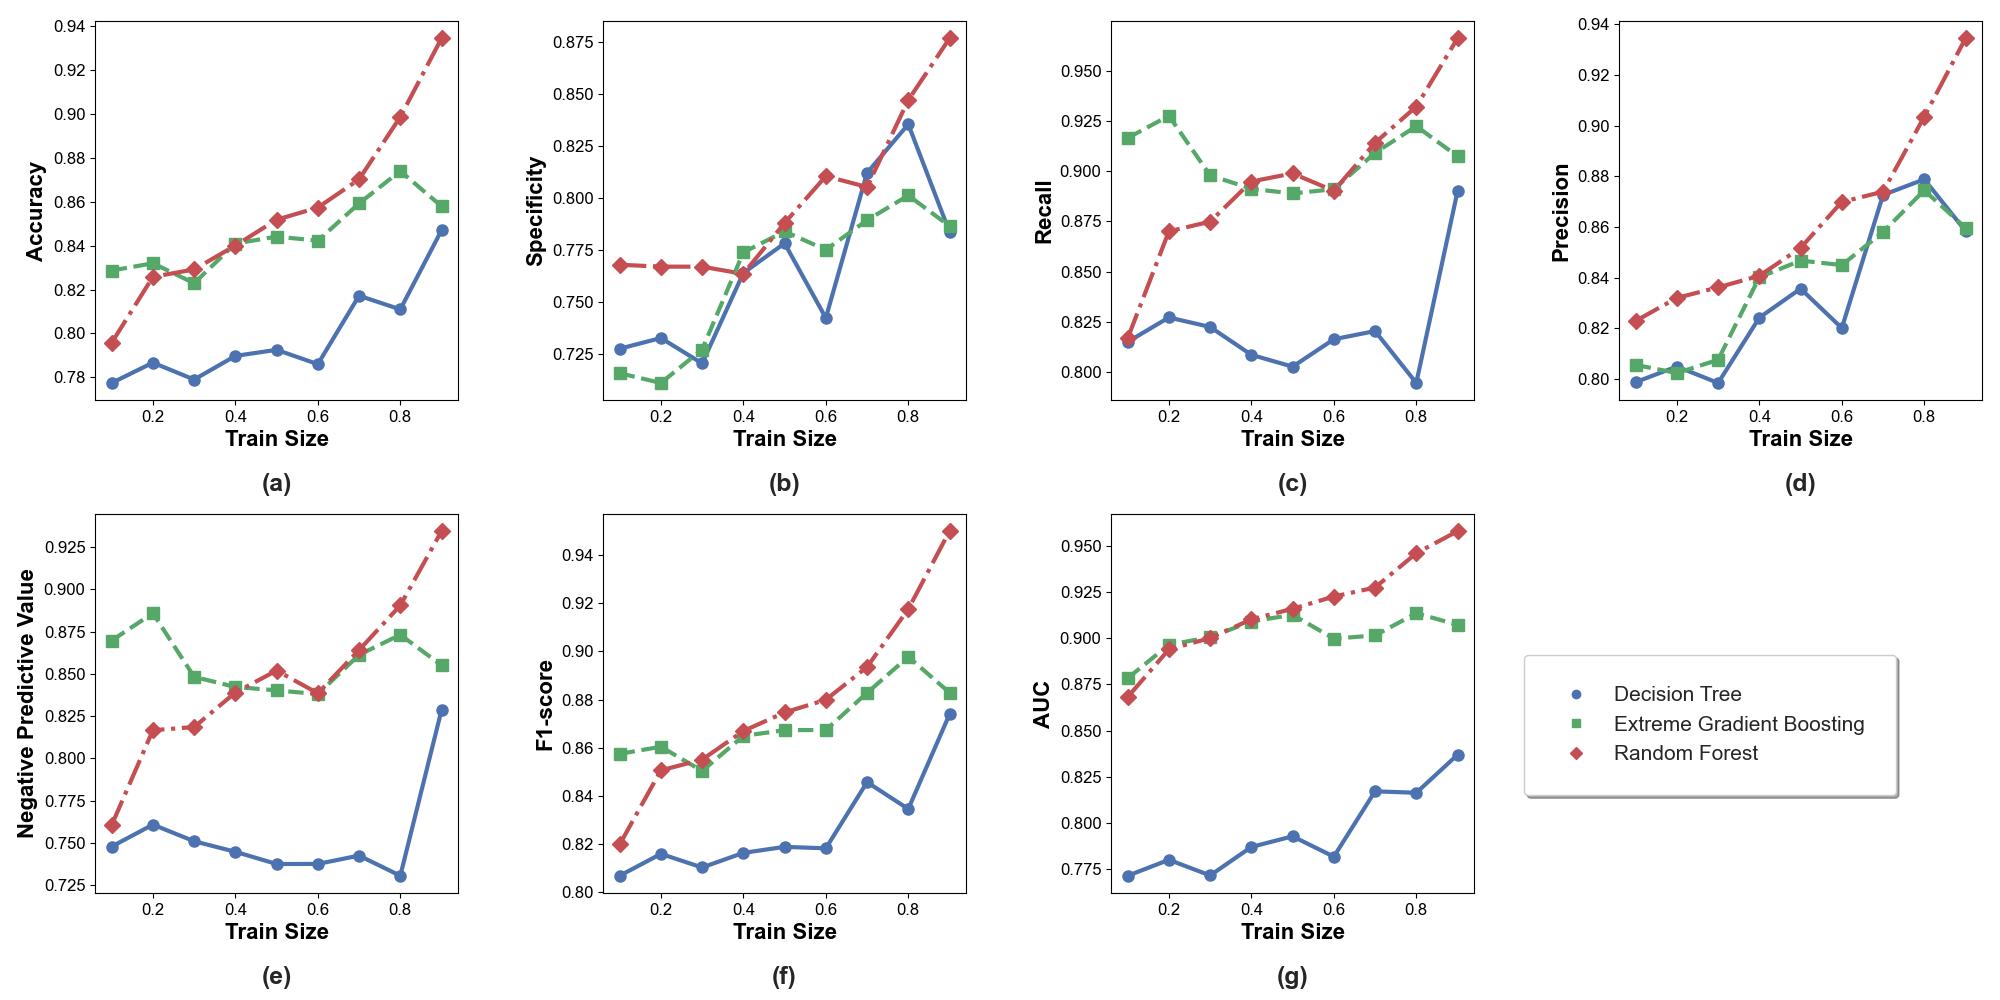 0.94
0.92
0.90
0.88
0.86
0.84
0.82
0.80
0.78
Accuracy
0.2 0.4 0.6 0.8
Train Size
(a)
0.875
0.850
0.825
0.800
0.775
0.750
0.725
Specificity
0.2 0.4 0.6 0.8
Train Size
(b)
0.950
0.925
0.900
0.875
0.850
0.825
0.800
Recall
0.2 0.4 0.6 0.8
Train Size
(c)
0.94
0.92
0.90
0.88
0.86
0.84
0.82
0.80
Precision
0.2 0.4 0.6 0.8
Train Size
(d)
0.925
0.900
0.875
0.850
0.825
0.800
0.775
0.750
0.725
Negative Predictive Value
0.2 0.4 0.6 0.8
Train Size
(e)
0.94
0.92
0.90
0.88
0.86
0.84
0.82
0.80
F1-score
0.2 0.4 0.6 0.8
Train Size
(f)
0.950
0.925
0.900
0.875
0.850
0.825
0.800
0.775
AUC
0.2 0.4 0.6 0.8
Train Size
(g)
Decision Tree
Extreme Gradient Boosting
Random Forest